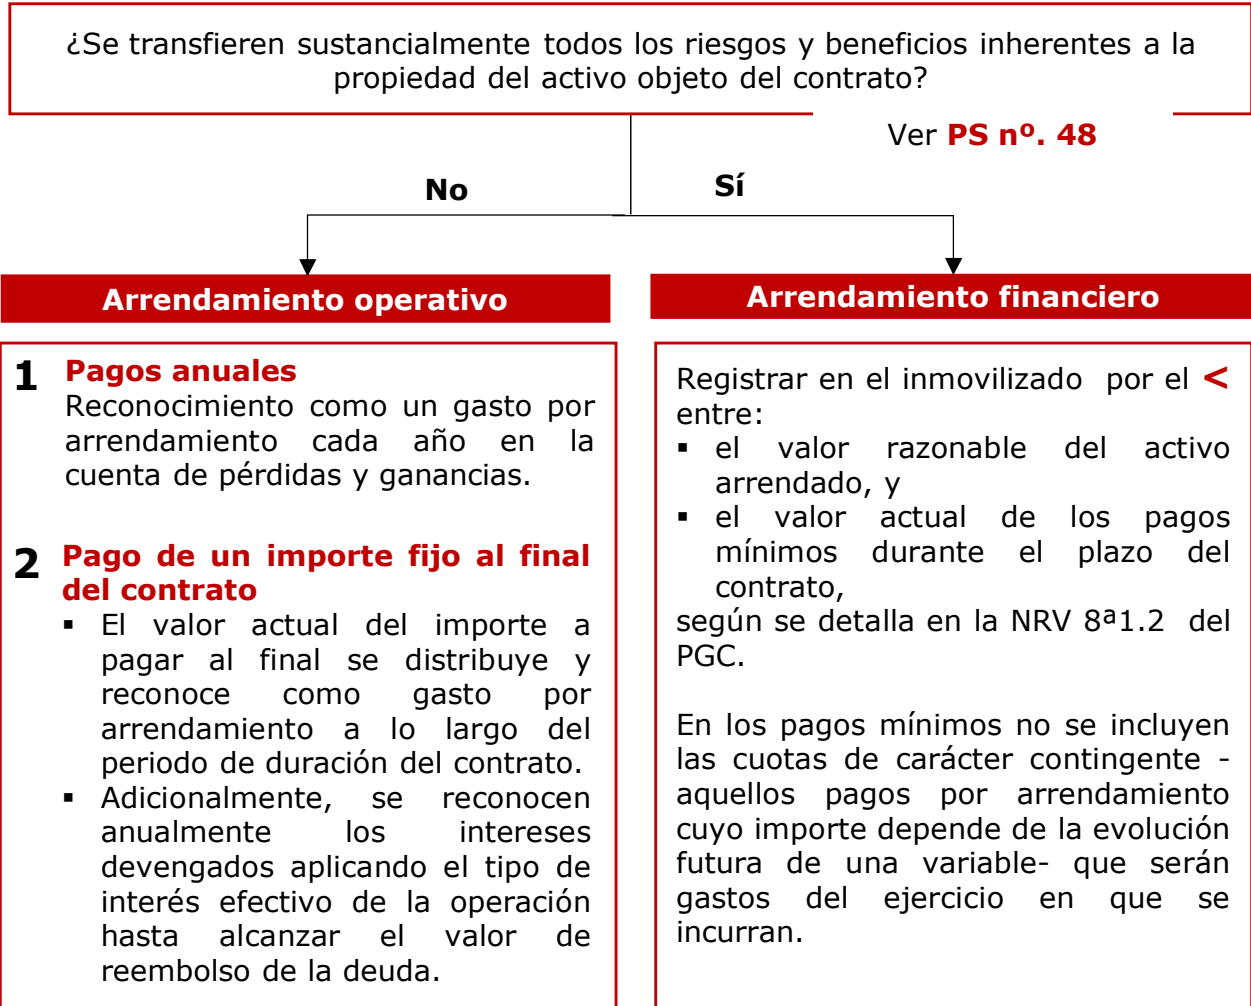 ¿Se transfieren sustancialmente todos los riesgos y beneficios inherentes a la
propiedad del activo objeto del contrato?
Ver PS nº. 48
No
Sí
Arrendamiento operativo
1 Pagos anuales
Reconocimiento como un gasto por
arrendamiento cada año en la
cuenta de pérdidas y ganancias.
2 Pago de un importe fijo al final
del contrato
▪ El valor actual del importe a
pagar al final se distribuye y
reconoce como gasto por
arrendamiento a lo largo del
periodo de duración del contrato.
▪ Adicionalmente, se reconocen
anualmente los intereses
devengados aplicando el tipo de
interés efectivo de la operación
hasta alcanzar el valor de
reembolso de la deuda.
Arrendamiento financiero
Registrar en el inmovilizado por el <
entre:
▪ el valor razonable del activo
arrendado, y
▪ el valor actual de los pagos
mínimos durante el plazo del
contrato,
según se detalla en la NRV 8ª1.2 del
PGC.
En los pagos mínimos no se incluyen
las cuotas de carácter contingente -
aquellos pagos por arrendamiento
cuyo importe depende de la evolución
futura de una variable- que serán
gastos del ejercicio en que se
incurran.